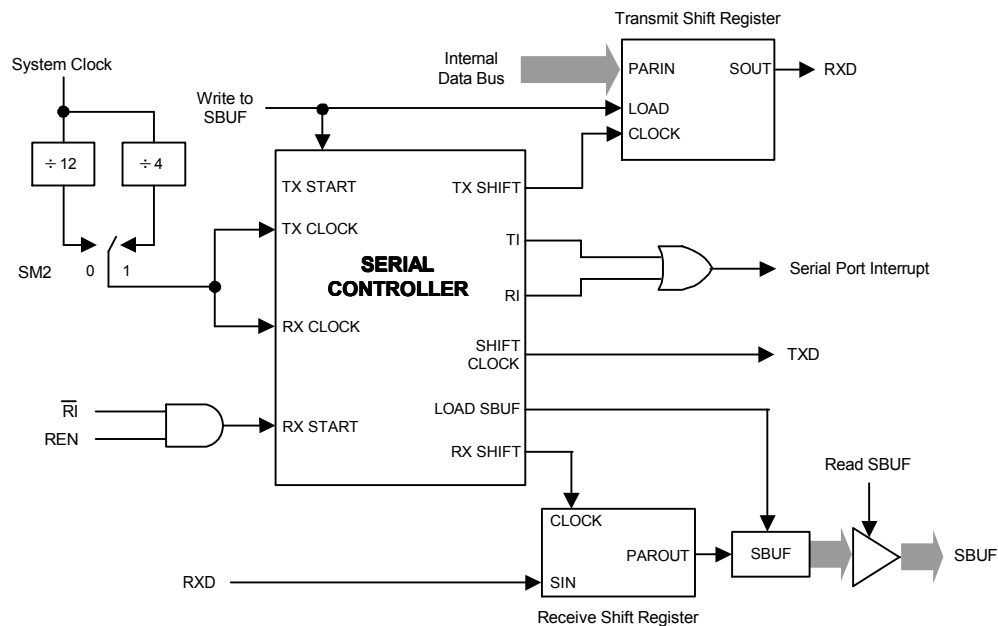 Transmit Shift Register
System Clock
Internal
Data Bus
PARIN
SOUT
RXD
Write to
SBUF
LOAD
CLOCK
÷ 12
÷ 4
TX START
TX SHIFT
TX CLOCK
TI
SERIAL
CONTROLLER
Serial Port Interrupt
SM2
0
1
RI
RX CLOCK
SHIFT
CLOCK
TXD
R̅I̅
REN
LOAD SBUF
RX START
RX SHIFT
Read SBUF
CLOCK
PAROUT
SBUF
SBUF
RXD
SIN
Receive Shift Register